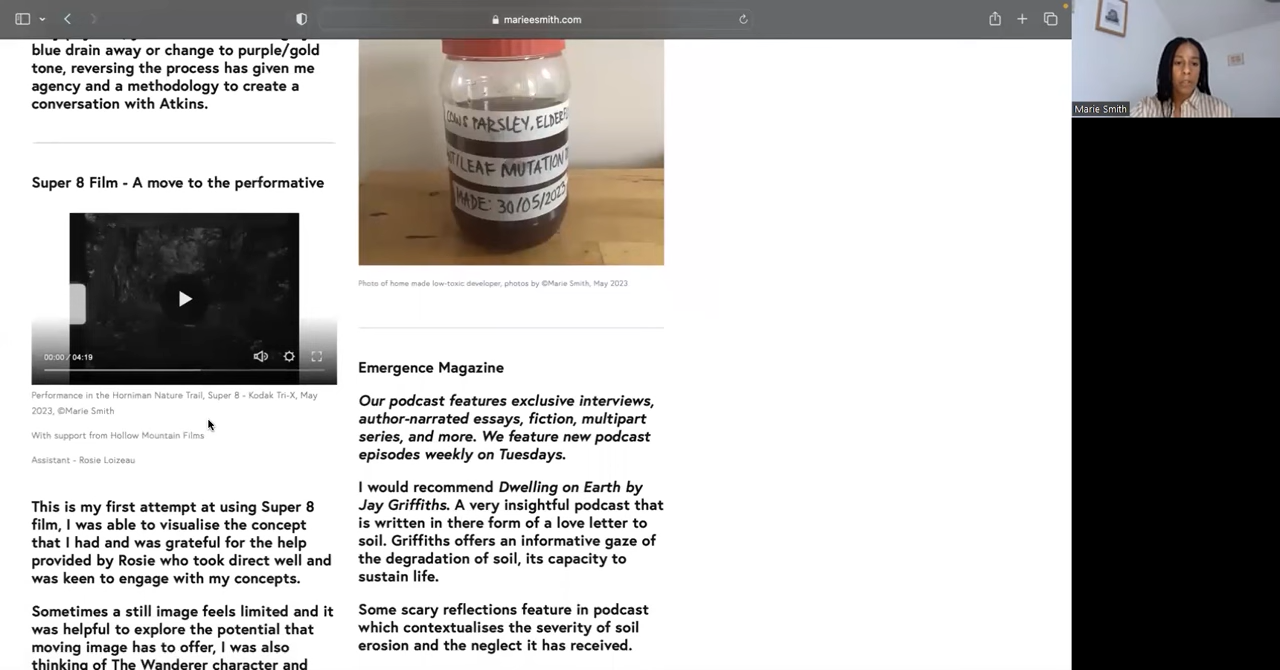 marieesmith.com
Marie Smith
blue drain away or change to purple/gold
tone, reversing the process has given me
agency and a methodology to create a
conversation with Atkins.
Super 8 Film - A move to the performative
00:00 / 04:19
Performance in the Horniman Nature Trail, Super 8 - Kodak Tri-X, May
2023, ©Marie Smith
With support from Hollow Mountain Films
Assistant - Rosie Loizeau
This is my first attempt at using Super 8
film, I was able to visualise the concept
that I had and was grateful for the help
provided by Rosie who took direct well and
was keen to engage with my concepts.
Sometimes a still image feels limited and it
was helpful to explore the potential that
moving image has to offer, I was also
thinking of The Wanderer character and
COWS PARSLEY, ELDERF
LEAF MUTATION
MADE: 30/05/2023
Photo of home made low-toxic developer, photos by ©Marie Smith, May 2023
Emergence Magazine
Our podcast features exclusive interviews,
author-narrated essays, fiction, multipart
series, and more. We feature new podcast
episodes weekly on Tuesdays.
I would recommend Dwelling on Earth by
Jay Griffiths. A very insightful podcast that
is written in there form of a love letter to
soil. Griffiths offers an informative gaze of
the degradation of soil, its capacity to
sustain life.
Some scary reflections feature in podcast
which contextualises the severity of soil
erosion and the neglect it has received.